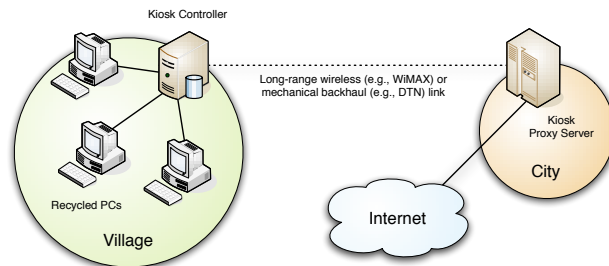 Kiosk Controller
Long-range wireless (e.g., WiMAX) or
mechanical backhaul (e.g., DTN) link
Kiosk
Proxy Server
City
Recycled PCs
Internet
Village